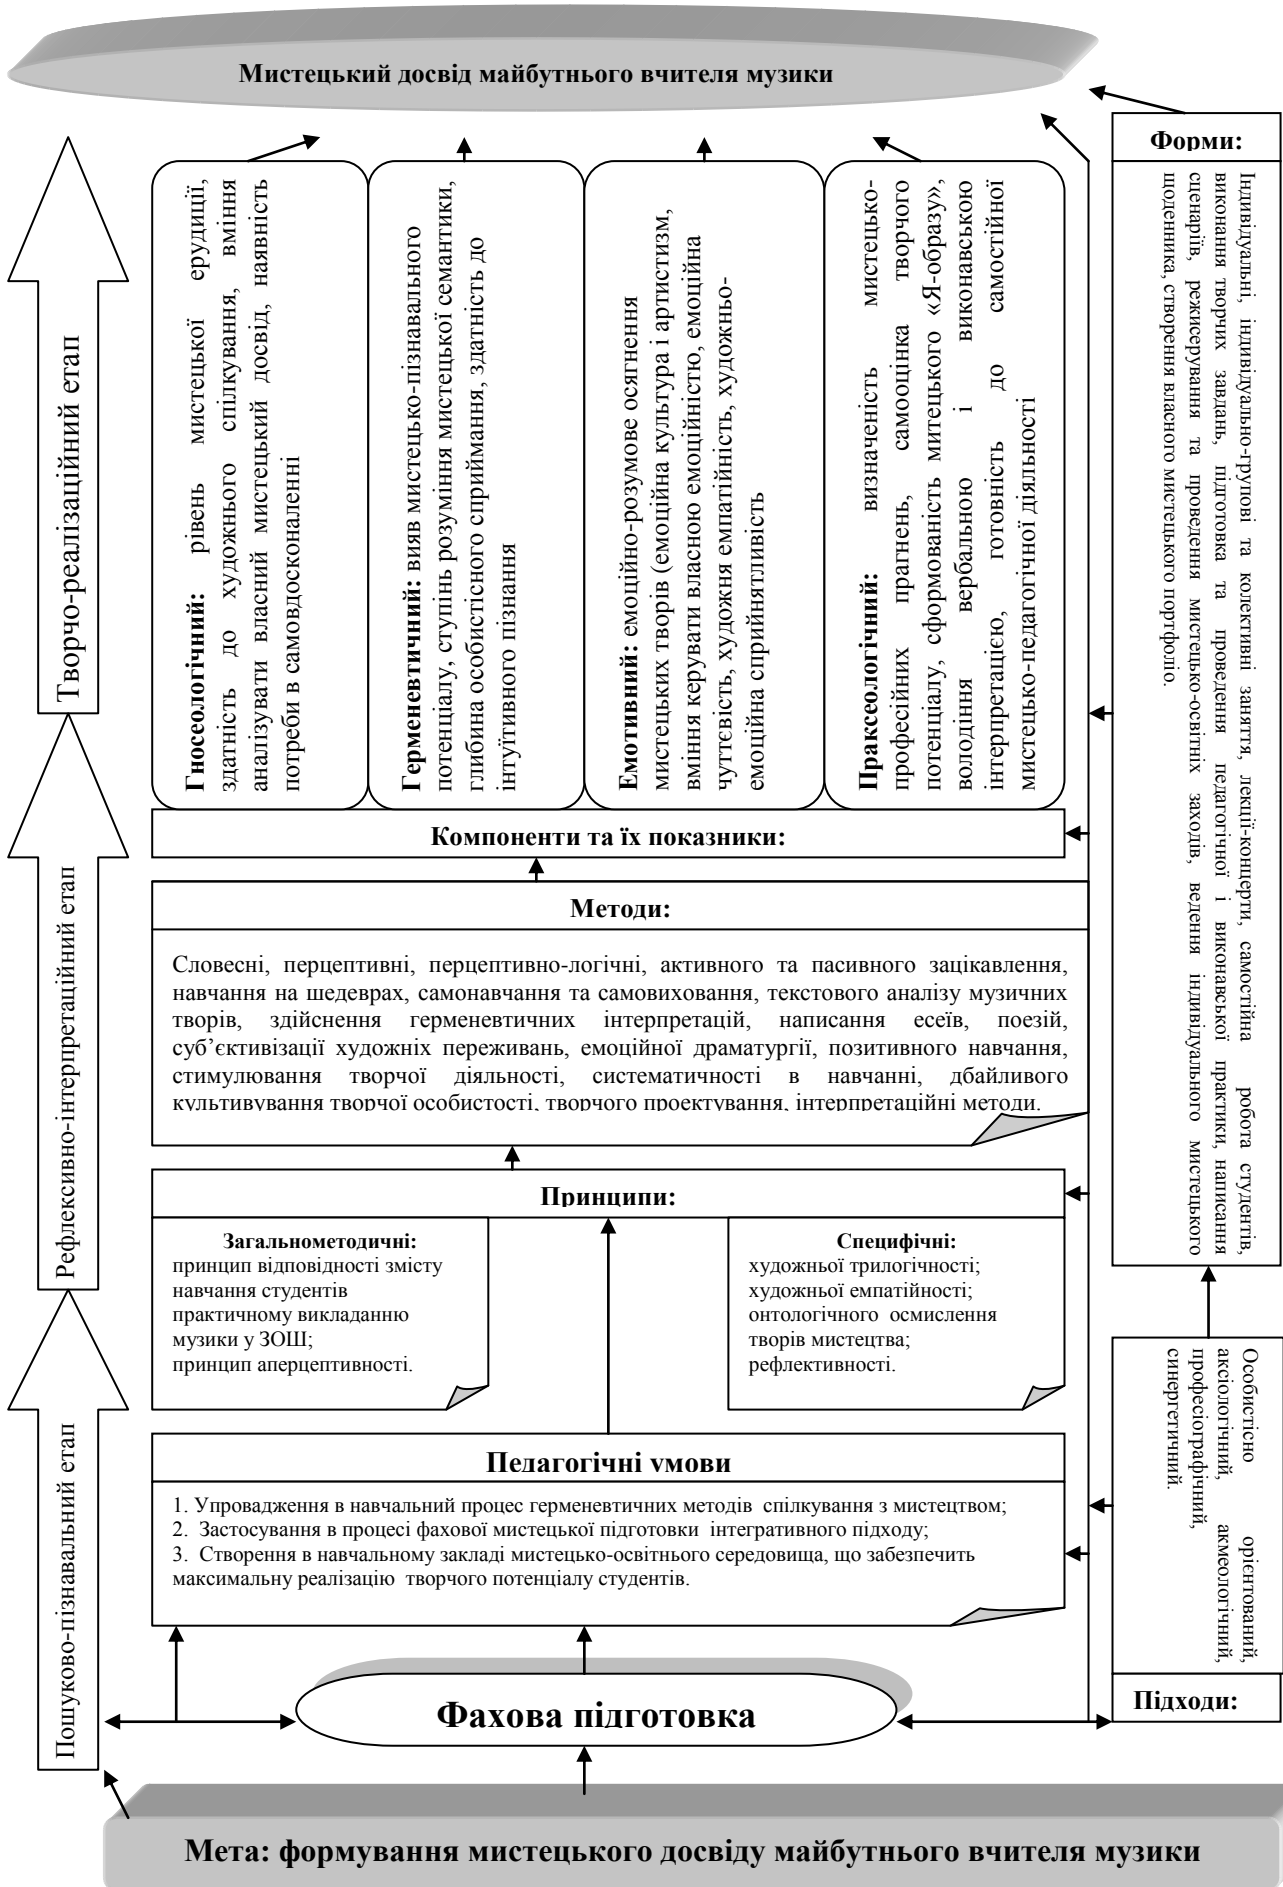 Мистецький досвід майбутнього вчителя музики
Творчо-реалізаційний етап
Рефлексивно-інтерпретаційний етап
Пошуково-пізнавальний етап
Гносеологічний: рівень мистецької ерудиції,
здатність до художнього спілкування, вміння
аналізувати власний мистецький досвід, наявність
потреби в самовдосконаленні
Герменевтичний: вияв мистецько-пізнавального
потенціалу, ступінь розуміння мистецької семантики,
глибина особистісного сприймання, здатність до
інтуїтивного пізнання
Емотивний: емоційно-розумове осягнення
мистецьких творів (емоційна культура і артистизм,
вміння керувати власною емоційністю, емоційна
чуттєвість, художня емпатійність, художньо-
емоційна сприйнятливість
Праксеологічний: визначеність мистецько-
професійних прагнень, самооцінка творчого
потенціалу, сформованість митецького «Я-образу»,
володіння вербальною і виконавською
інтерпретацією, готовність до самостійної
мистецько-педагогічної діяльності
Форми:
Індивідуальні, індивідуально-групові та колективні заняття, лекції-концерти, самостійна робота студентів,
виконання творчих завдань, підготовка та проведення педагогічної і виконавської практики, написання
сценаріїв, режисерування та проведення мистецько-освітніх заходів, ведення індивідуального мистецького
щоденника, створення власного мистецького портфоліо.
Компоненти та їх показники:
Методи:
Словесні, перцептивні, перцептивно-логічні, активного та пасивного зацікавлення,
навчання на шедеврах, самонавчання та самовиховання, текстового аналізу музичних
творів, здійснення герменевтичних інтерпретацій, написання есеїв, поезій,
суб’єктивізації художніх переживань, емоційної драматургії, позитивного навчання,
стимулювання творчої діяльності, систематичності в навчанні, дбайливого
культивування творчої особистості, творчого проектування, інтерпретаційні методи.
Принципи:
Загальнометодичні:
принцип відповідності змісту
навчання студентів
практичному викладанню
музики у ЗОШ;
принцип аперцептивності.
Специфічні:
художньої трилогічності;
художньої емпатійності;
онтологічного осмислення
творів мистецтва;
рефлективності.
Педагогічні умови
1. Упровадження в навчальний процес герменевтичних методів спілкування з мистецтвом;
2. Застосування в процесі фахової мистецької підготовки інтегративного підходу;
3. Створення в навчальному закладі мистецько-освітнього середовища, що забезпечить
максимальну реалізацію творчого потенціалу студентів.
Особистісно орієнтований,
аксіологічний, акмеологічний,
професіографічний,
синергетичний.
Підходи:
Фахова підготовка
Мета: формування мистецького досвіду майбутнього вчителя музики